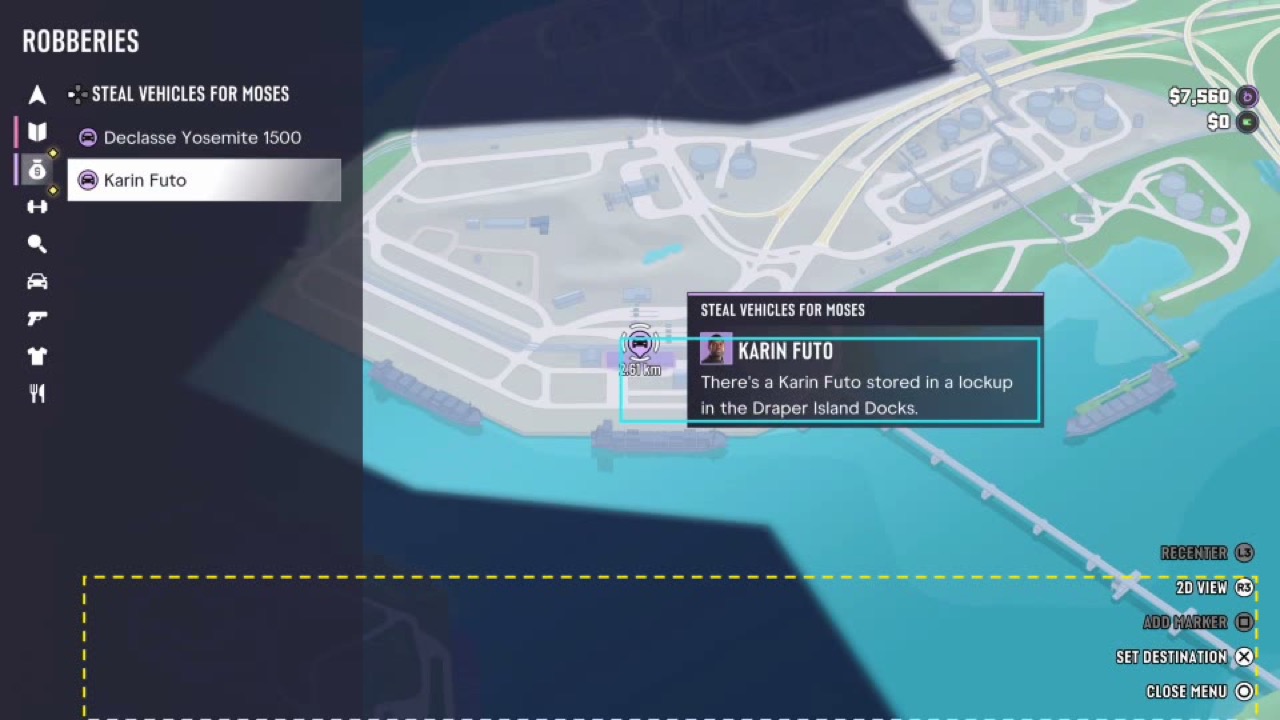 ROBBERIES
STEAL VEHICLES FOR MOSES
Declasse Yosemite 1500
Karin Futo
$7,560
$0
STEAL VEHICLES FOR MOSES
KARIN FUTO
There's a Karin Futo stored in a lockup
in the Draper Island Docks.
2.61 km
RECENTER L3
2D VIEW R3
ADD MARKER
SET DESTINATION
CLOSE MENU